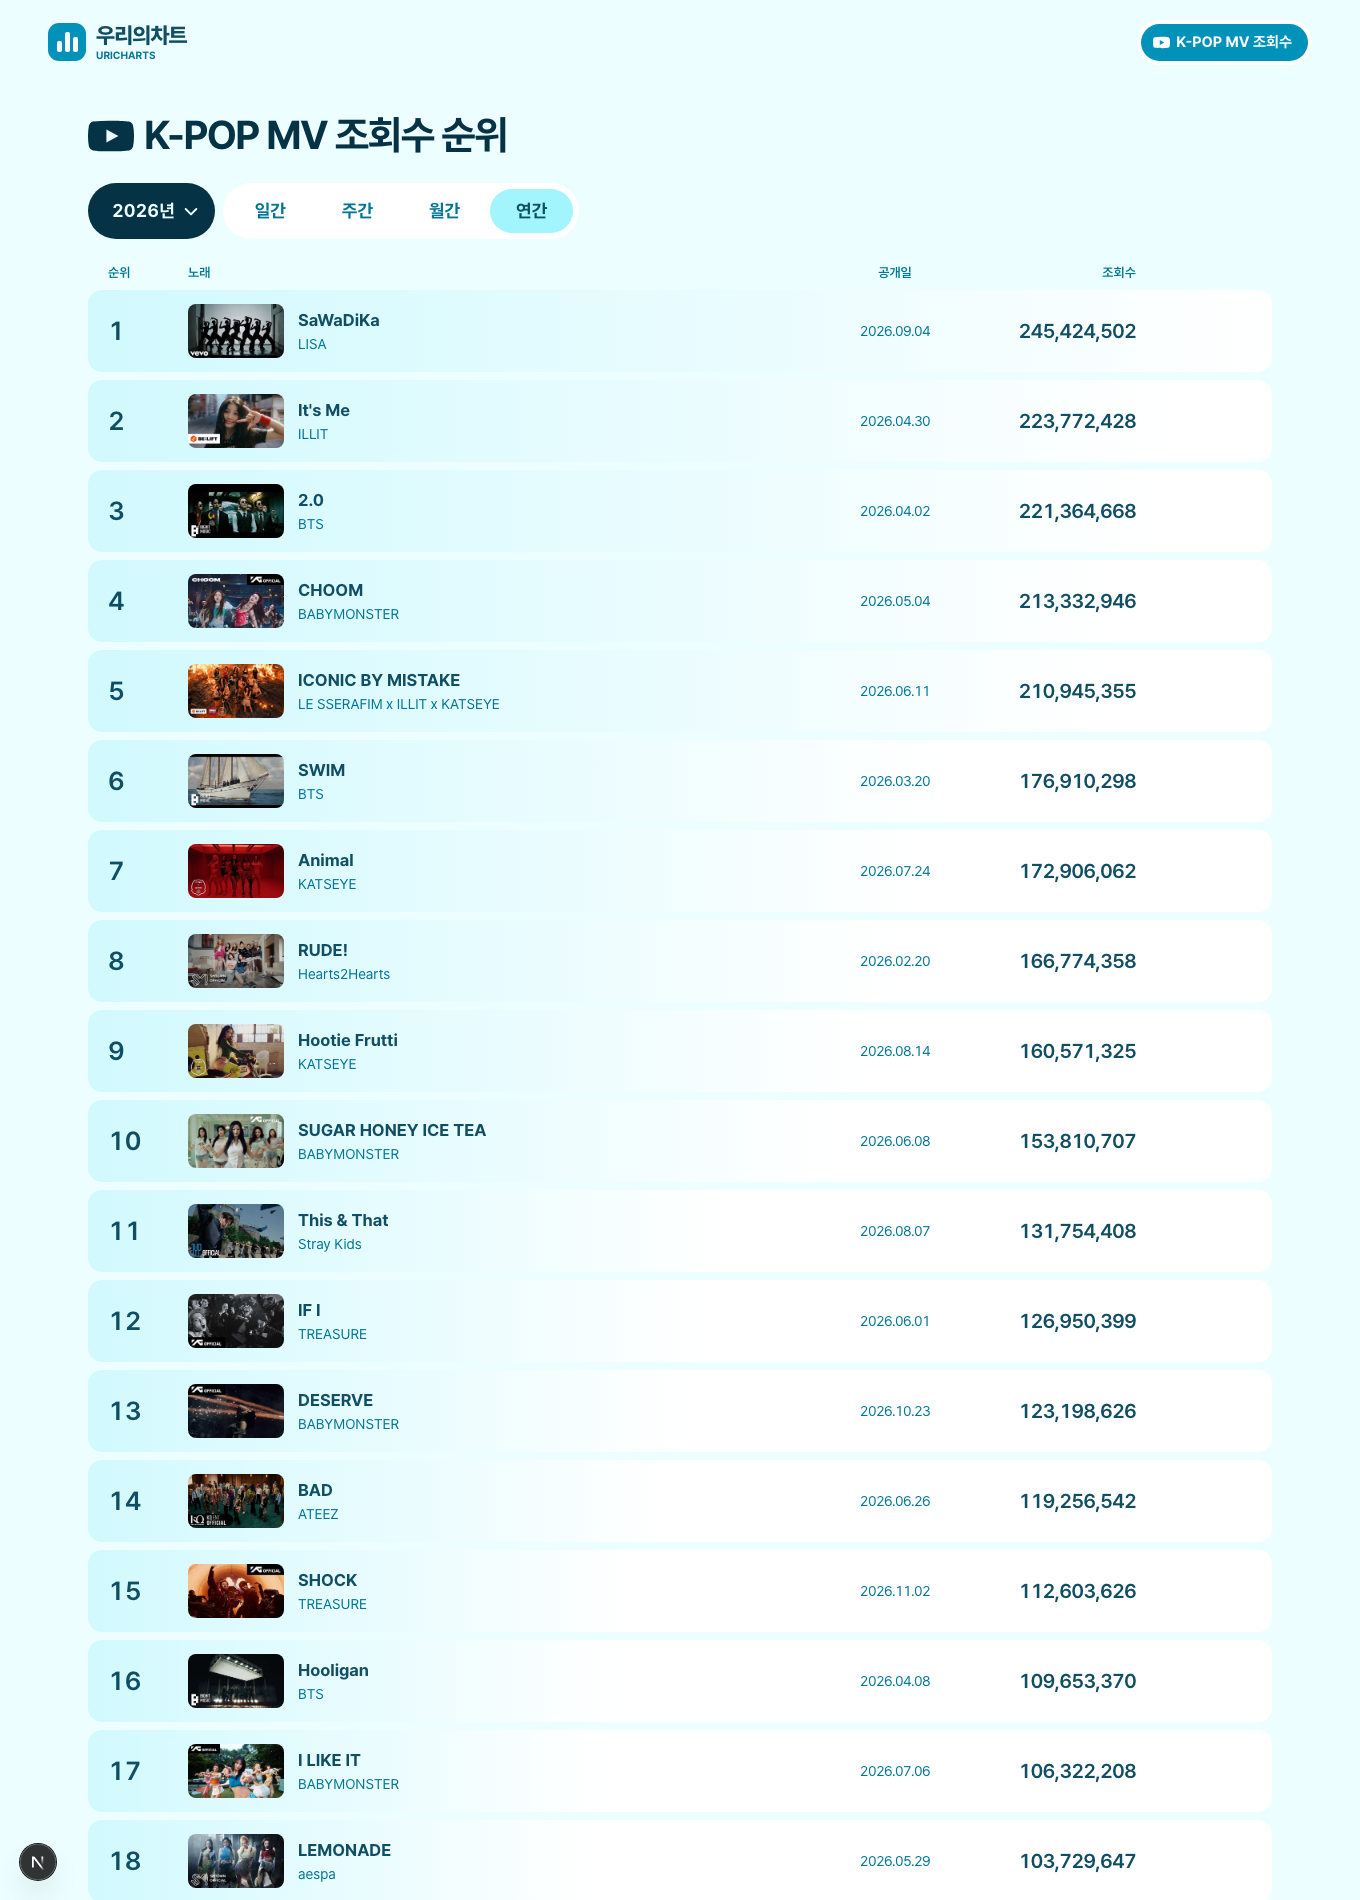 우리의차트
URICHARTS
K-POP MV 조회수
K-POP MV 조회수 순위
2026년
일간 주간 월간 연간
순위 노래 공개일 조회수
1 SaWaDiKa 2026.09.04 245,424,502
LISA
vevo
2 It's Me 2026.04.30 223,772,428
ILLIT
BE:LIFT
3 2.0 2026.04.02 221,364,668
BTS
4 CHOOM 2026.05.04 213,332,946
BABYMONSTER
CHOOM
OFFICIAL
5 ICONIC BY MISTAKE 2026.06.11 210,945,355
LE SSERAFIM x ILLIT x KATSEYE
6 SWIM 2026.03.20 176,910,298
BTS
7 Animal 2026.07.24 172,906,062
KATSEYE
8 RUDE! 2026.02.20 166,774,358
Hearts2Hearts
9 Hootie Frutti 2026.08.14 160,571,325
KATSEYE
10 SUGAR HONEY ICE TEA 2026.06.08 153,810,707
BABYMONSTER
11 This & That 2026.08.07 131,754,408
Stray Kids
OFFICIAL
12 IF I 2026.06.01 126,950,399
TREASURE
OFFICIAL
13 DESERVE 2026.10.23 123,198,626
BABYMONSTER
OFFICIAL
14 BAD 2026.06.26 119,256,542
ATEEZ
OFFICIAL
15 SHOCK 2026.11.02 112,603,626
TREASURE
OFFICIAL
16 Hooligan 2026.04.08 109,653,370
BTS
17 I LIKE IT 2026.07.06 106,322,208
BABYMONSTER
OFFICIAL
18 LEMONADE 2026.05.29 103,729,647
aespa